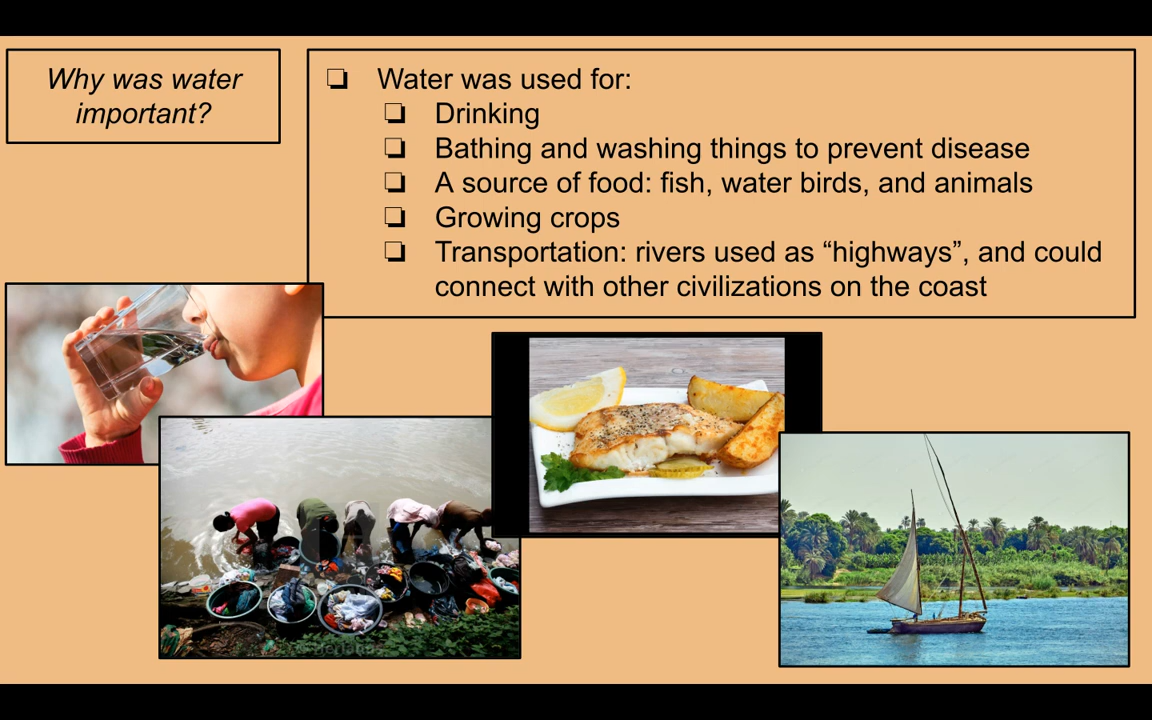 Why was water
important?
❏ Water was used for:
❏ Drinking
❏ Bathing and washing things to prevent disease
❏ A source of food: fish, water birds, and animals
❏ Growing crops
❏ Transportation: rivers used as “highways”, and could
connect with other civilizations on the coast